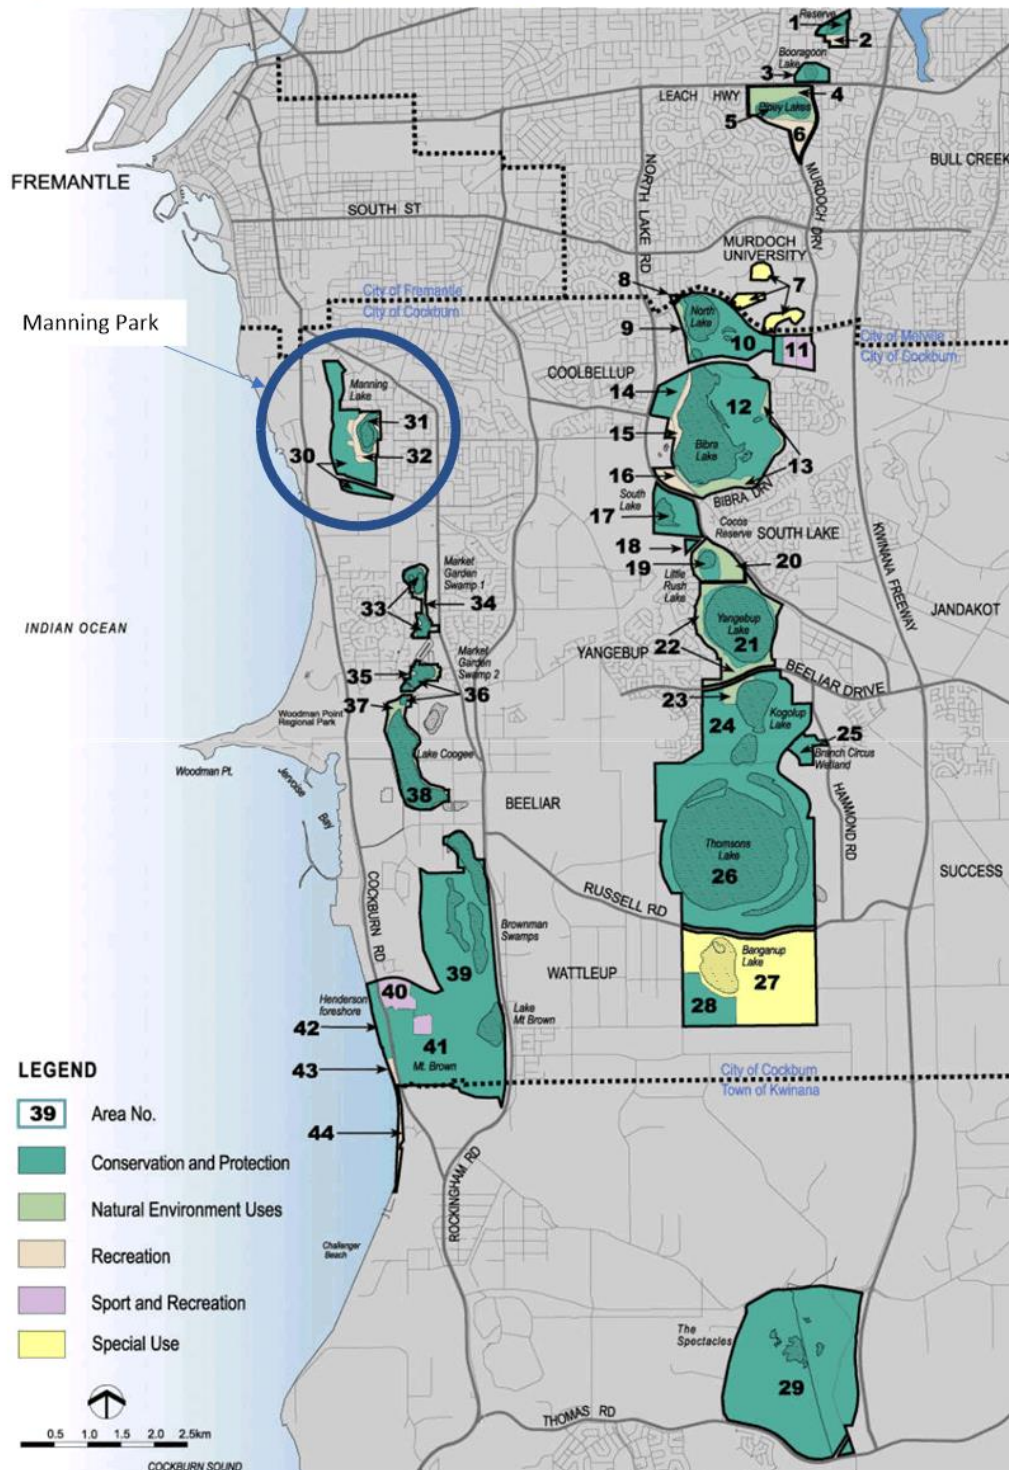 Reserve
1
2
Booragoon
Lake
3
LEACH HWY
4
Piney Lakes
5
6
NORTH LAKE RD
MURDOCH DRV
BULL CREEK
FREMANTLE
SOUTH ST
MURDOCH
UNIVERSITY
7
8
City of Fremantle
City of Cockburn
Manning Park
North
Lake
9
10
11
City of Melville
City of Cockburn
COOLBELLUP
Manning
Lake
14
12
31
15
Bibra
Lake
30
32
13
16
BIBRA DRV
South
Lake
17
Cocos
Reserve
SOUTH LAKE
KWINANA FREEWAY
18
Market
Garden
Swamp 1
19
20
Little
Rush
Lake
33
34
JANDAKOT
INDIAN OCEAN
Yangebup
Lake
21
22
YANGEBUP
Market
Garden
Swamp 2
35
36
BEELIAR DRIVE
37
23
Woodman Point
Regional Park
24
Kogolup
Lake
25
Branch Circus
Wetland
Lake Coogee
Woodman Pt.
Jervoise
Bay
38
BEELIAR
HAMMOND RD
Thomsons
Lake
26
SUCCESS
RUSSELL RD
COCKBURN RD
Brownman
Swamps
39
WATTLEUP
Banganup
Lake
27
28
40
Henderson
foreshore
42
Lake
Mt Brown
41
Mt. Brown
43
City of Cockburn
Town of Kwinana
LEGEND
39 Area No.
44
Conservation and Protection
ROCKINGHAM RD
Natural Environment Uses
Challenger
Beach
Recreation
Sport and Recreation
Special Use
The
Spectacles
29
THOMAS RD
0.5 1.0 1.5 2.0 2.5km
COCKBURN SOUND